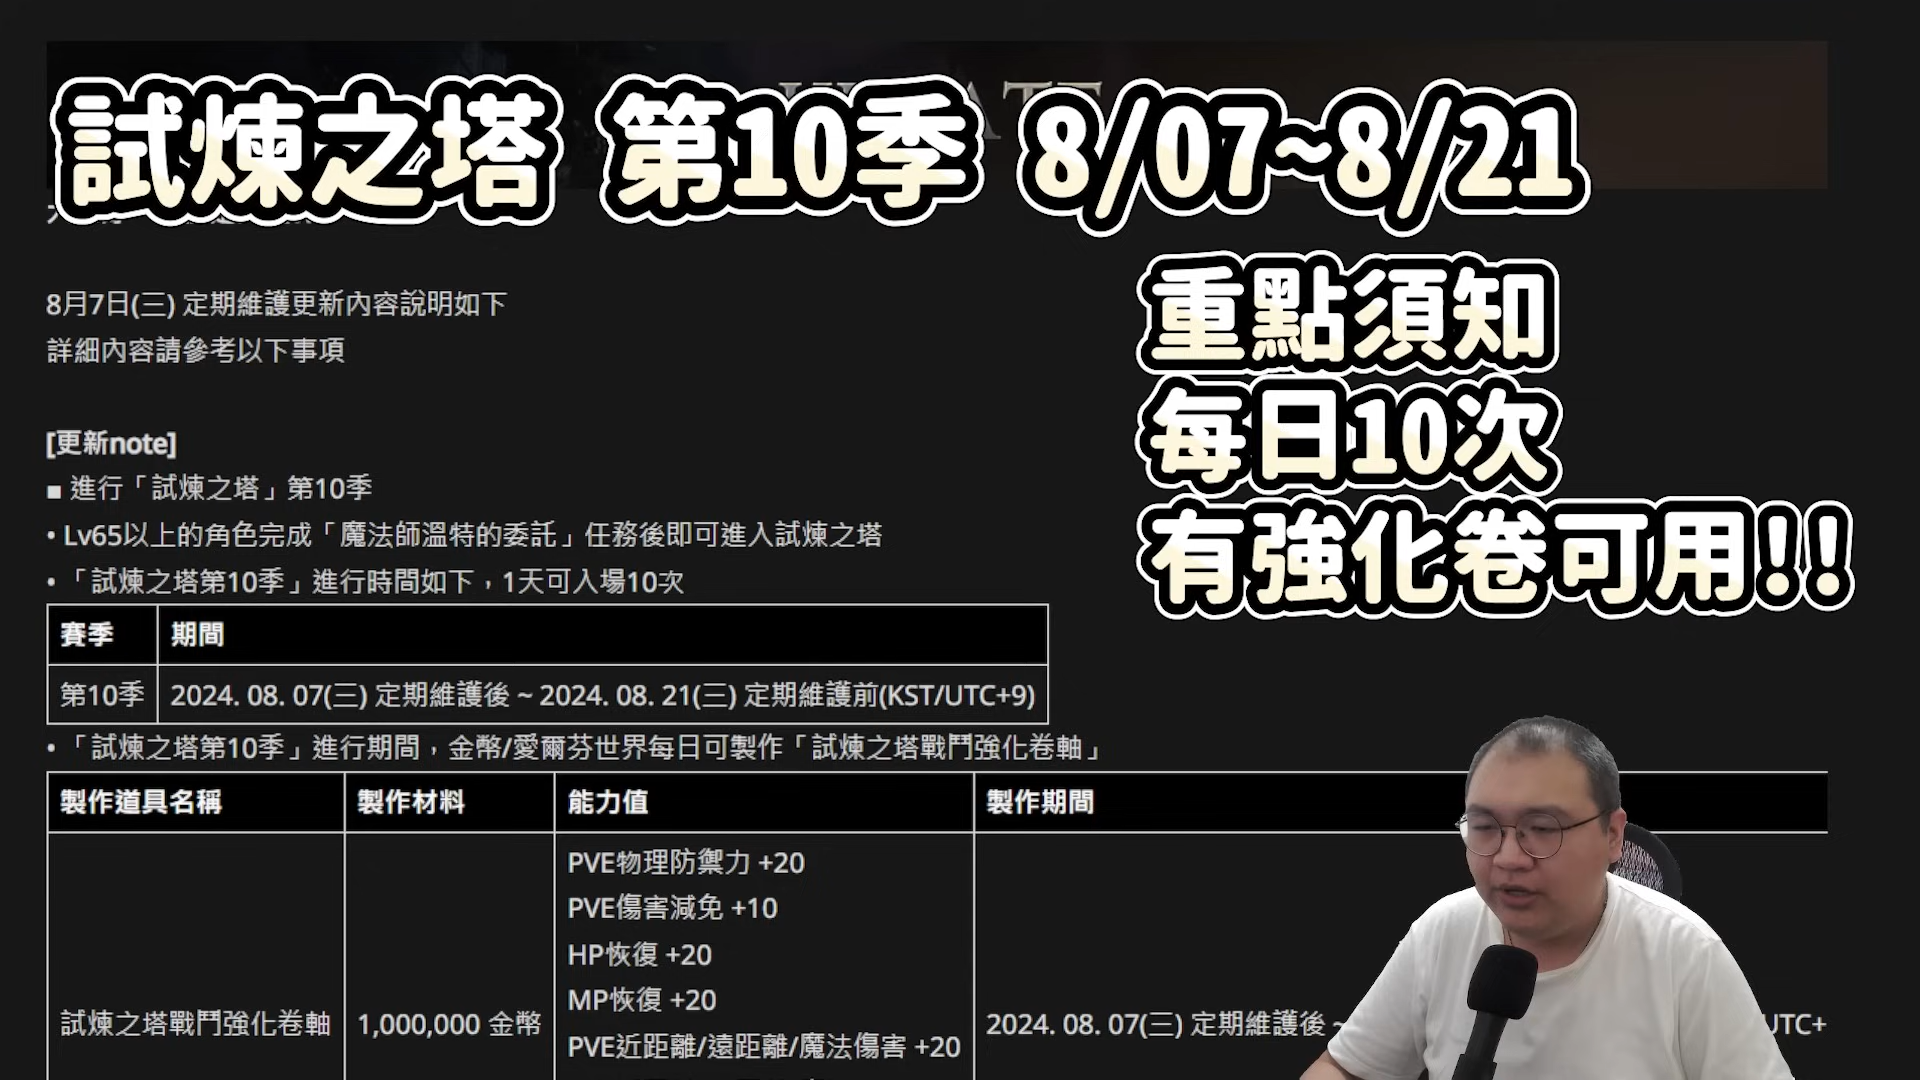 試煉之塔 第10季 8/07~8/21
重點須知
每日10次
有強化卷可用!!
8月7日(三) 定期維護更新內容說明如下
詳細內容請參考以下事項
[更新note]
■ 進行「試煉之塔」第10季
• Lv65以上的角色完成「魔法師溫特的委託」任務後即可進入試煉之塔
• 「試煉之塔第10季」進行時間如下，1天可入場10次
賽季 期間
第10季 2024. 08. 07(三) 定期維護後 ~ 2024. 08. 21(三) 定期維護前(KST/UTC+9)
• 「試煉之塔第10季」進行期間，金幣/愛爾芬世界每日可製作「試煉之塔戰鬥強化卷軸」
製作道具名稱 製作材料 能力值 製作期間
PVE物理防禦力 +20
PVE傷害減免 +10
HP恢復 +20
MP恢復 +20
試煉之塔戰鬥強化卷軸 1,000,000 金幣 2024. 08. 07(三) 定期維護後 ~ UTC+
PVE近距離/遠距離/魔法傷害 +20